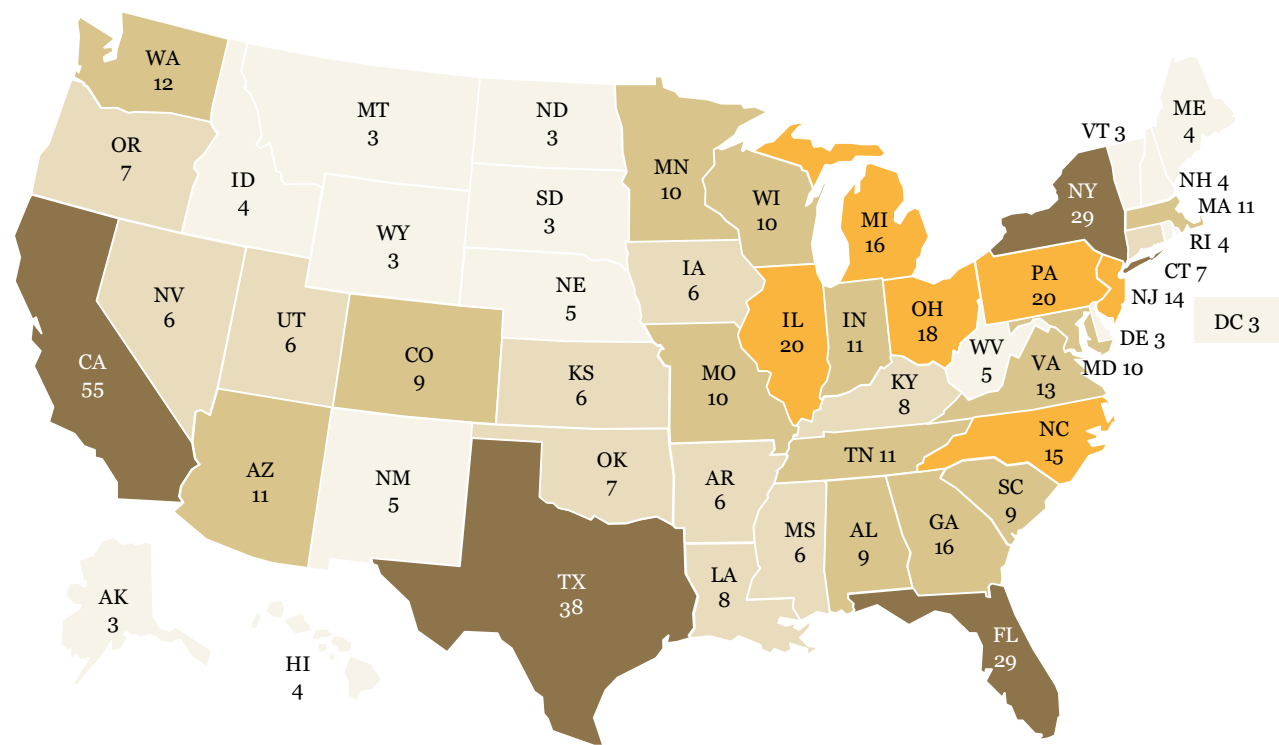 WA
12
OR
7
CA
55
ID
4
NV
6
MT
3
WY
3
UT
6
AZ
11
CO
9
NM
5
ND
3
SD
3
NE
5
KS
6
OK
7
TX
38
MN
10
IA
6
MO
10
AR
6
LA
8
WI
10
IL
20
MI
16
IN
11
OH
18
KY
8
TN 11
MS
6
AL
9
GA
16
FL
29
SC
9
NC
15
VA
13
WV
5
PA
20
NY
29
VT 3
ME
4
NH 4
MA 11
RI 4
CT 7
NJ 14
DE 3
MD 10
DC 3
AK
3
HI
4